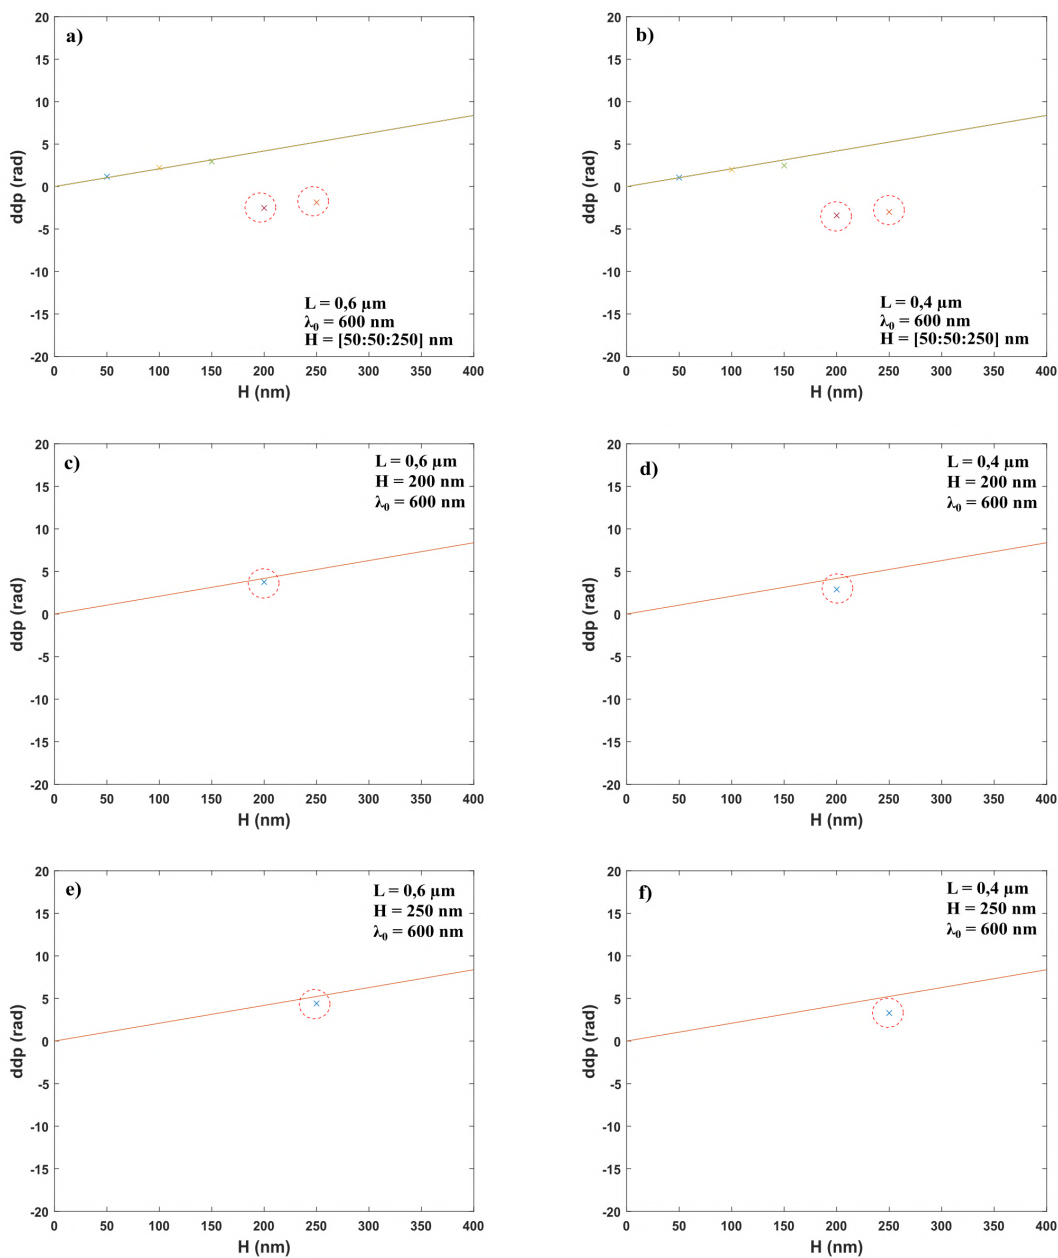 a)
20
15
10
5
0
-5
-10
-15
-20
ddp (rad)
L = 0,6 µm
λ₀ = 600 nm
H = [50:50:250] nm
0 50 100 150 200 250 300 350 400
H (nm)
b)
20
15
10
5
0
-5
-10
-15
-20
ddp (rad)
L = 0,4 µm
λ₀ = 600 nm
H = [50:50:250] nm
0 50 100 150 200 250 300 350 400
H (nm)
c)
20
15
10
5
0
-5
-10
-15
-20
ddp (rad)
L = 0,6 µm
H = 200 nm
λ₀ = 600 nm
0 50 100 150 200 250 300 350 400
H (nm)
d)
20
15
10
5
0
-5
-10
-15
-20
ddp (rad)
L = 0,4 µm
H = 200 nm
λ₀ = 600 nm
0 50 100 150 200 250 300 350 400
H (nm)
e)
20
15
10
5
0
-5
-10
-15
-20
ddp (rad)
L = 0,6 µm
H = 250 nm
λ₀ = 600 nm
0 50 100 150 200 250 300 350 400
H (nm)
f)
20
15
10
5
0
-5
-10
-15
-20
ddp (rad)
L = 0,4 µm
H = 250 nm
λ₀ = 600 nm
0 50 100 150 200 250 300 350 400
H (nm)